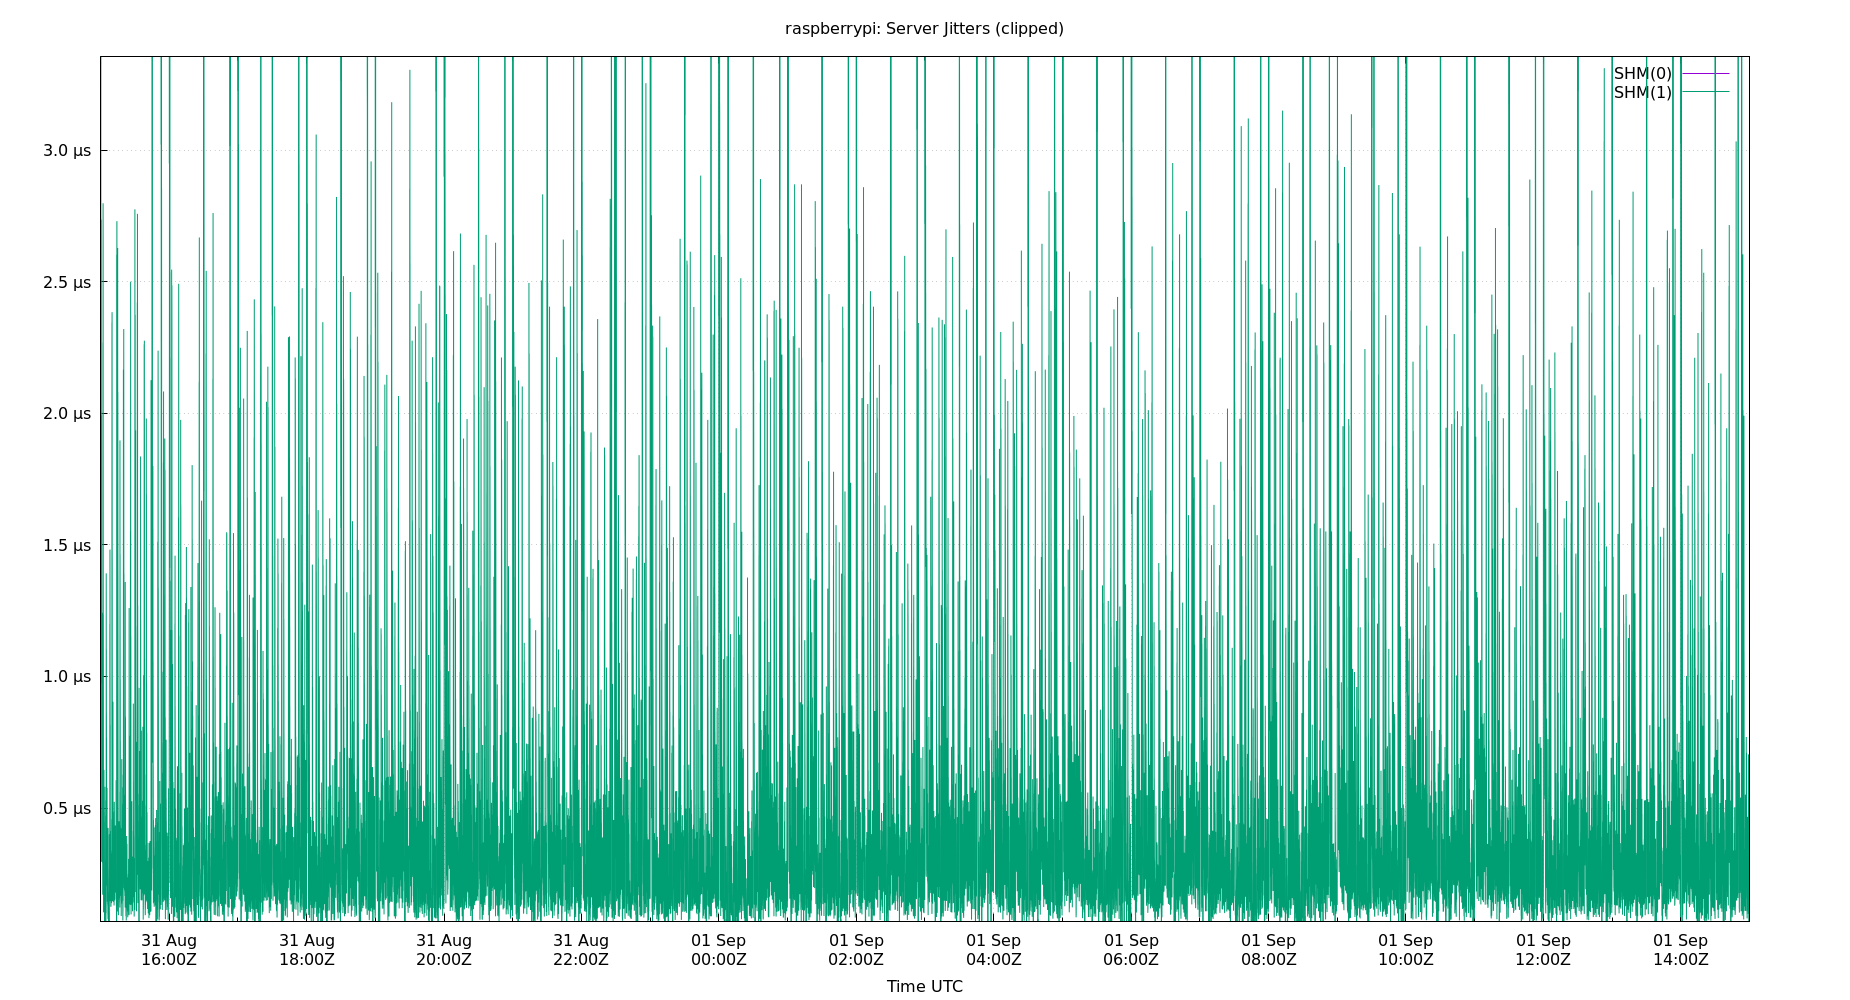 raspberrypi: Server Jitters (clipped)
SHM(0)
SHM(1)
3.0 µs
2.5 µs
2.0 µs
1.5 µs
1.0 µs
0.5 µs
31 Aug 31 Aug 31 Aug 31 Aug 01 Sep 01 Sep 01 Sep 01 Sep 01 Sep 01 Sep 01 Sep 01 Sep
16:00Z 18:00Z 20:00Z 22:00Z 00:00Z 02:00Z 04:00Z 06:00Z 08:00Z 10:00Z 12:00Z 14:00Z
Time UTC